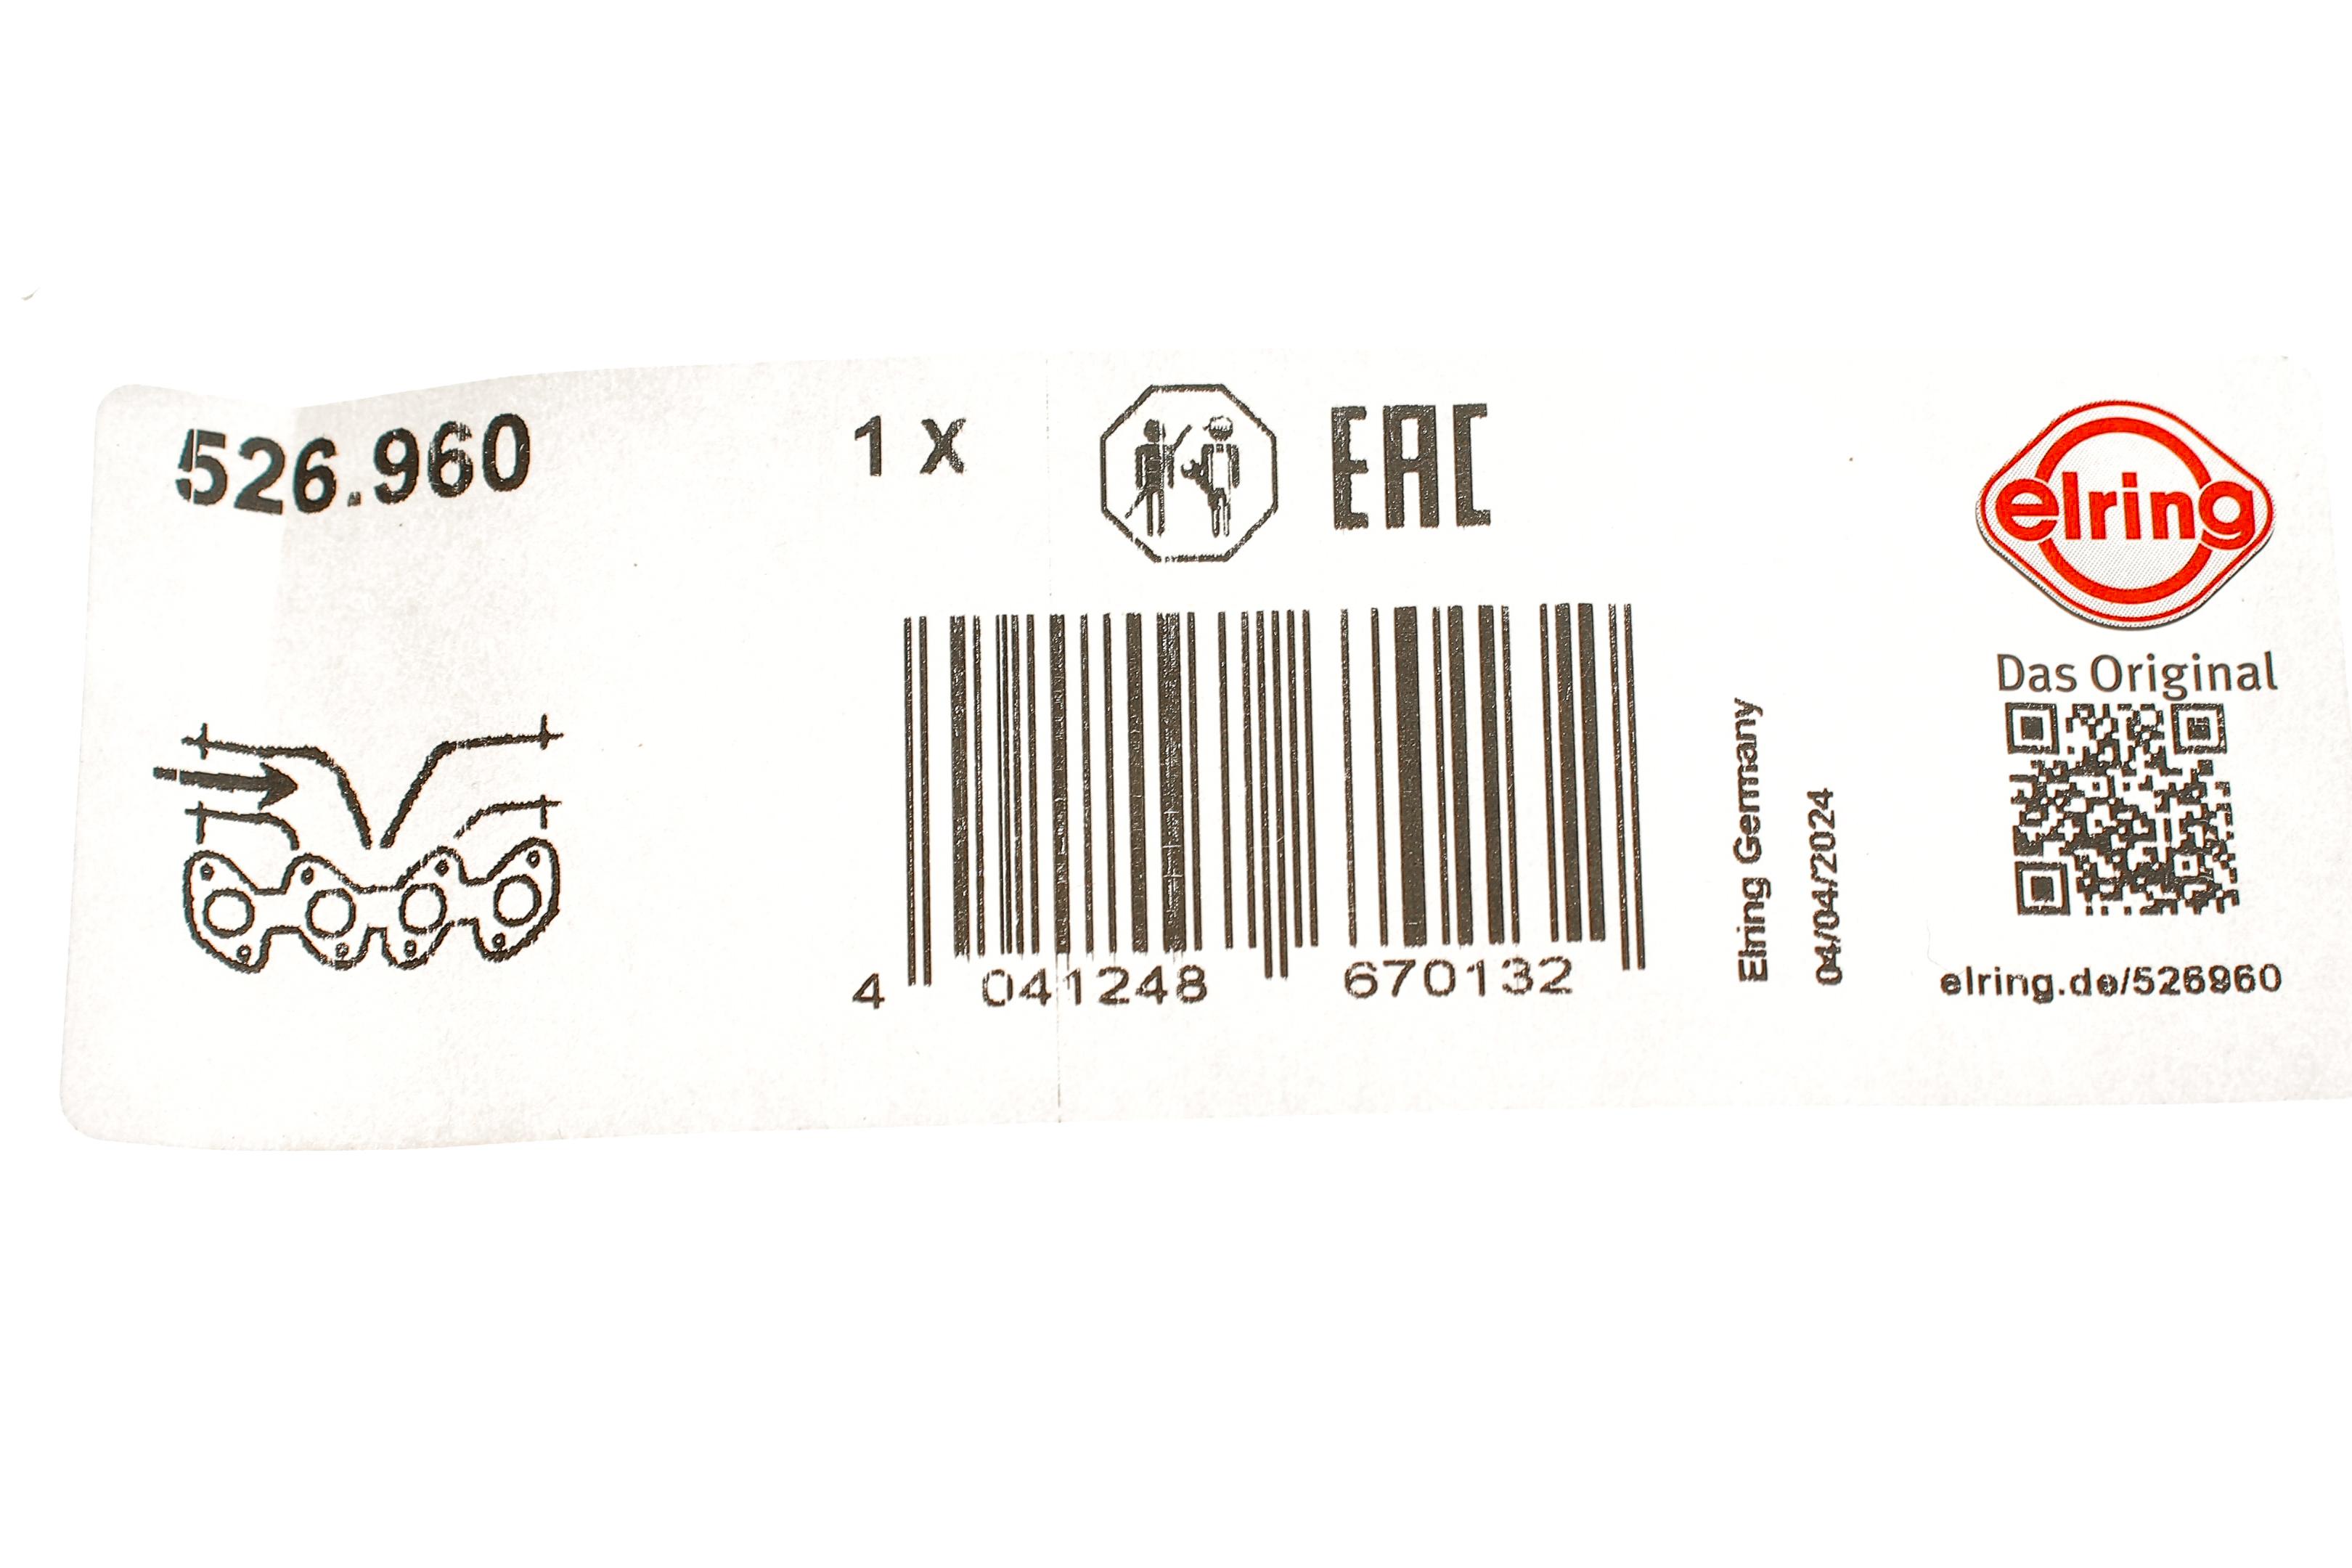 526.960
1 X
EAC
elring
Das Original
4 041248 670132
Elring Germany
04/04/2024
elring.de/526960